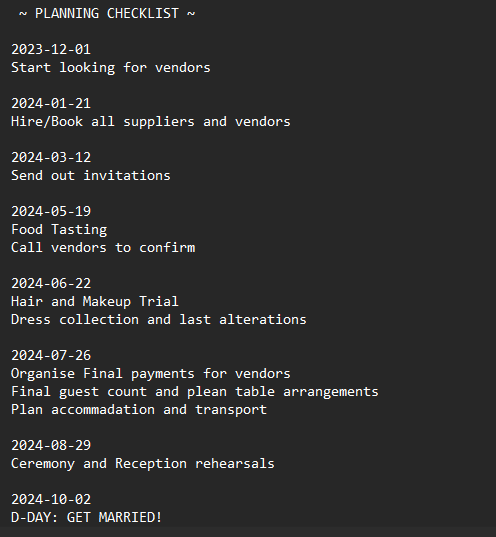 ~ PLANNING CHECKLIST ~
2023-12-01
Start looking for vendors
2024-01-21
Hire/Book all suppliers and vendors
2024-03-12
Send out invitations
2024-05-19
Food Tasting
Call vendors to confirm
2024-06-22
Hair and Makeup Trial
Dress collection and last alterations
2024-07-26
Organise Final payments for vendors
Final guest count and plean table arrangements
Plan accommadation and transport
2024-08-29
Ceremony and Reception rehearsals
2024-10-02
D-DAY: GET MARRIED!